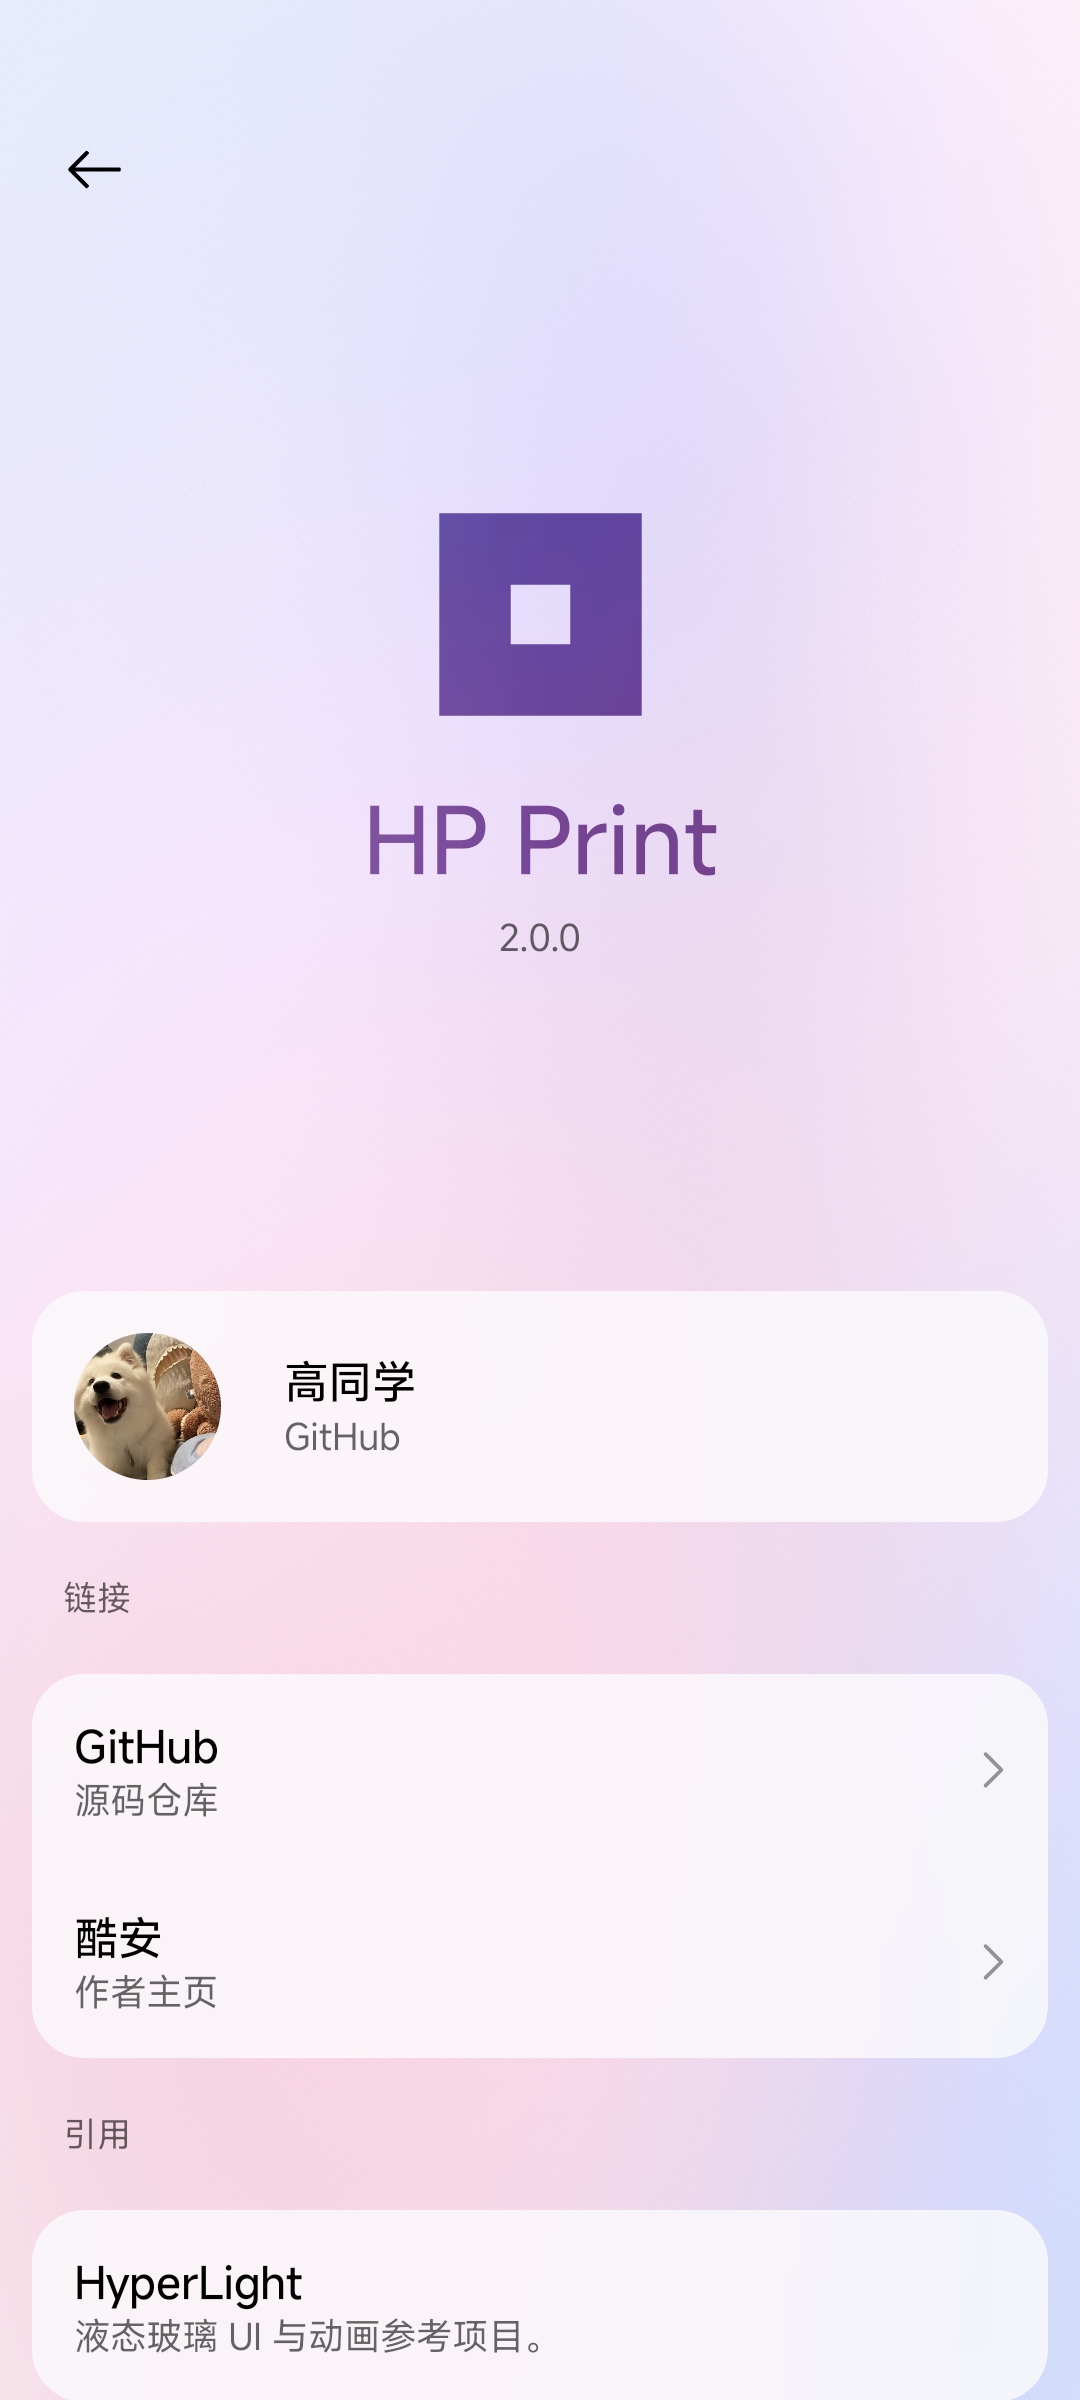 HP Print
2.0.0
高同学
GitHub
链接
GitHub
源码仓库
酷安
作者主页
引用
HyperLight
液态玻璃 UI 与动画参考项目。